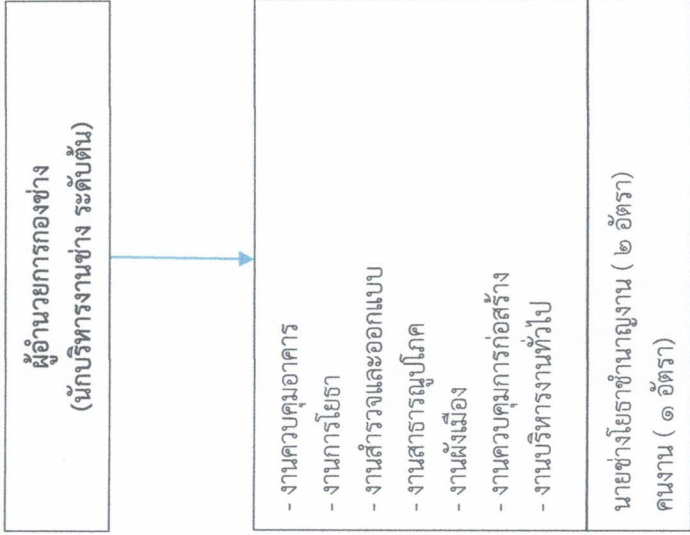 ผู้อำนวยการกองช่าง
(นักบริหารงานช่าง ระดับต้น)
- งานควบคุมอาคาร
- งานการโยธา
- งานสำรวจและออกแบบ
- งานสาธารณูปโภค
- งานผังเมือง
- งานควบคุมการก่อสร้าง
- งานบริหารงานทั่วไป
นายช่างโยธาชำนาญงาน ( ๒ อัตรา)
คนงาน ( ๑ อัตรา)